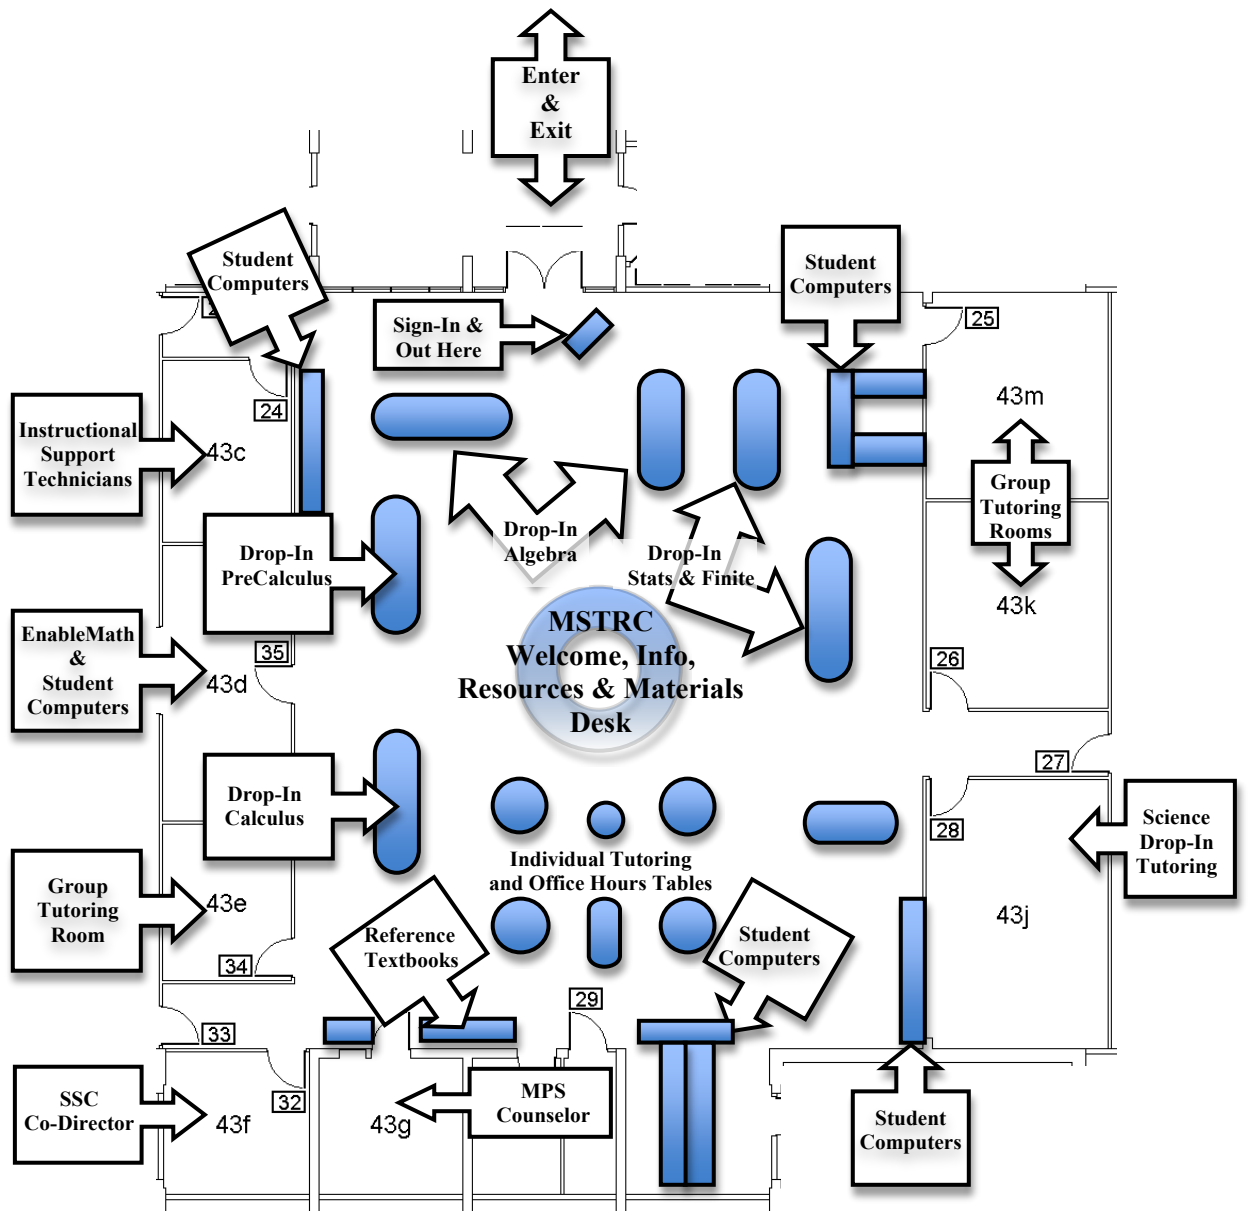 Enter
&
Exit
Student
Computers
Student
Computers
Sign-In &
Out Here
25
24
43m
Instructional
Support
Technicians
43c
Group
Tutoring
Rooms
Drop-In
Algebra
Drop-In
PreCalculus
Drop-In
Stats & Finite
43k
EnableMath
&
Student
Computers
35
43d
26
MSTRC
Welcome, Info,
Resources & Materials
Desk
27
Drop-In
Calculus
28
Science
Drop-In
Tutoring
Individual Tutoring
and Office Hours Tables
Group
Tutoring
Room
43e
43j
Reference
Textbooks
Student
Computers
34
29
33
SSC
Co-Director
32
43f
43g
MPS
Counselor
Student
Computers